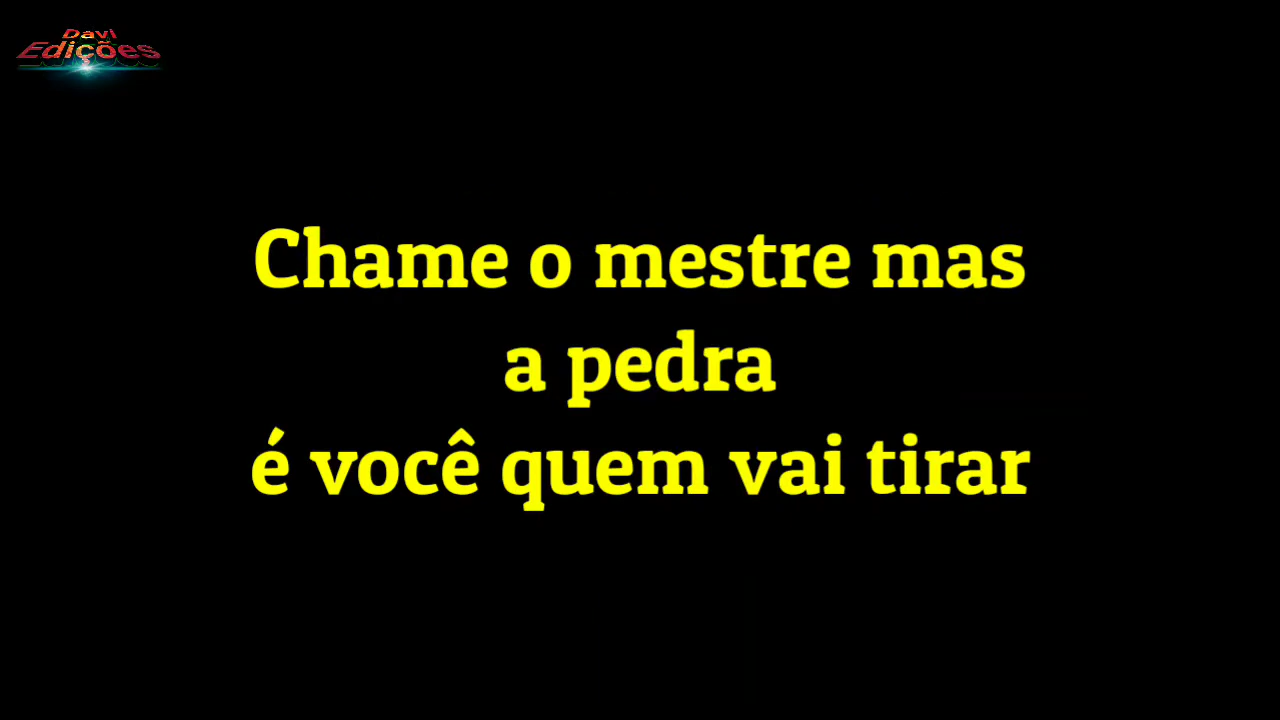 Davi
Edições
Chame o mestre mas
a pedra
é você quem vai tirar